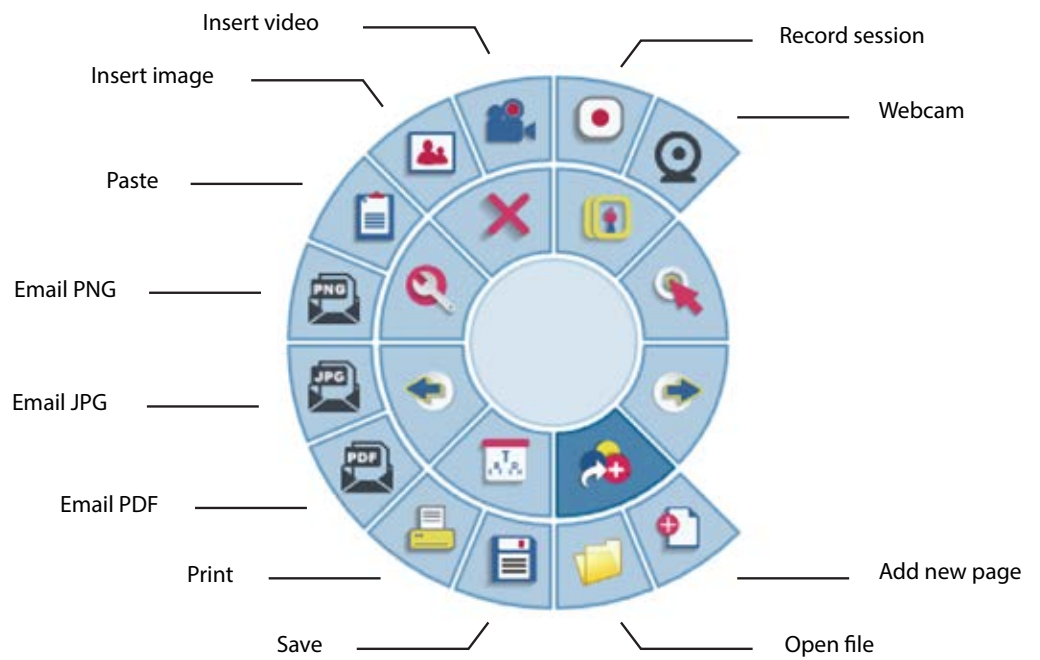 Insert video
Record session
Insert image
Webcam
Paste
PNG
Email PNG
JPG
Email JPG
PDF
Email PDF
Print
Add new page
Save
Open file